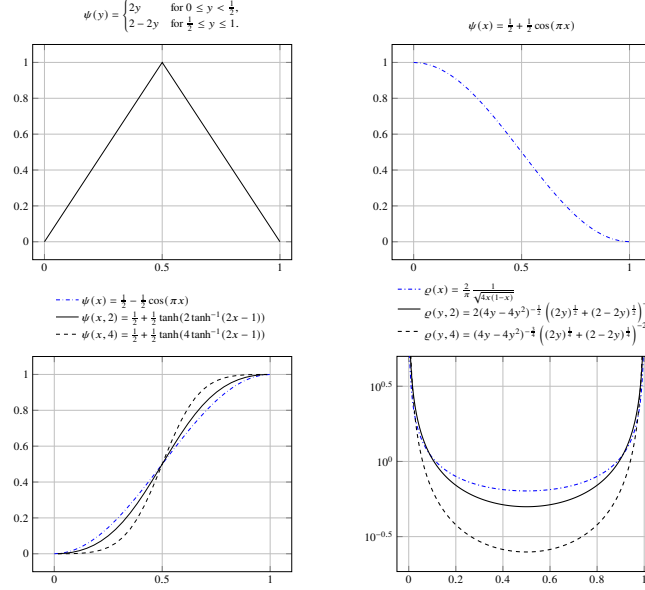 ψ(y) = { 2y for 0 ≤ y < 1/2,
2 − 2y for 1/2 ≤ y ≤ 1.
1
0.8
0.6
0.4
0.2
0
0 0.5 1
ψ(x) = 1/2 + 1/2 cos(πx)
1
0.8
0.6
0.4
0.2
0
0.5 1
ψ(x) = 1/2 − 1/2 cos(πx)
ψ(x, 2) = 1/2 + 1/2 tanh(2 tanh⁻¹(2x − 1))
ψ(x, 4) = 1/2 + 1/2 tanh(4 tanh⁻¹(2x − 1))
1
0.8
0.6
0.4
0.2
0
0 0.5 1
ϱ(x) = 2/π 1/√(4x(1−x))
ϱ(y, 2) = 2(4y − 4y²)^(−1/2) ((2y)^(1/2) + (2 − 2y)^(1/2))
ϱ(y, 4) = (4y − 4y²)^(−3/4) ((2y)^(1/4) + (2 − 2y)^(1/4))
10^0.5
10^0
10^−0.5
0 0.2 0.4 0.6 0.8